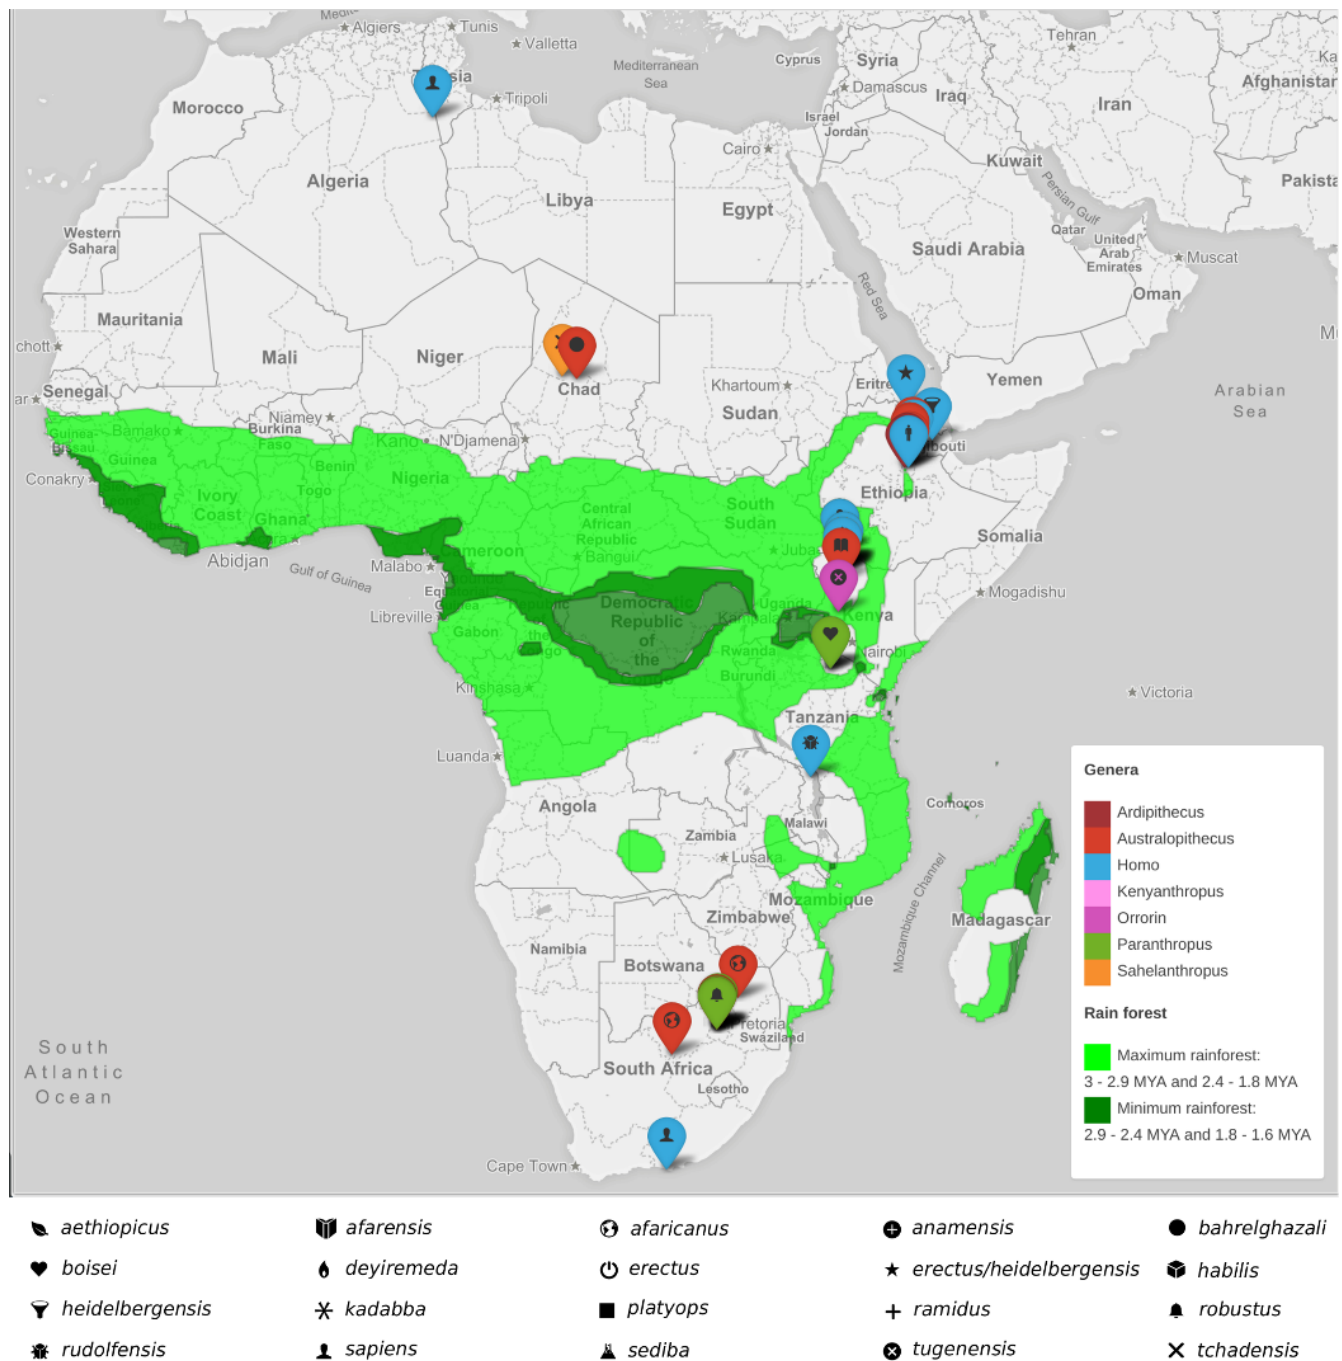 Algiers
Tunis
Valletta
Tehran
Mediterranean
Sea
Cyprus
Syria
Damascus
Iraq
Iran
Afghanistan
Morocco
Tripoli
Israel
Jordan
Cairo
Kuwait
Algeria
Libya
Egypt
Persian Gulf
Western
Sahara
Qatar
United
Arab
Emirates
Saudi Arabia
Muscat
Oman
Red Sea
Mauritania
Mali
Niger
Chad
Khartoum
Sudan
Yemen
Arabian
Sea
Senegal
Niamey
Burkina
Faso
Kano
N'Djamena
Guinea-
Bissau
Bamako
Guinea
Conakry
Benin
Nigeria
Togo
Ivory
Coast
Ghana
Abidjan
Gulf of Guinea
Malabo
Cameroon
Central
African
Republic
Bangui
South
Sudan
Ethiopia
Somalia
Mogadishu
Libreville
Gabon
Republic
the
Congo
Democratic
Republic
of
the
Uganda
Kampala
Kenya
Nairobi
Rwanda
Burundi
Kinshasa
Victoria
Tanzania
Luanda
Angola
Zambia
Malawi
Lusaka
Comoros
Mozambique
Mozambique Channel
Madagascar
Zimbabwe
Namibia
Botswana
Swaziland
South Africa
Lesotho
Cape Town
South
Atlantic
Ocean
Genera
Ardipithecus
Australopithecus
Homo
Kenyanthropus
Orrorin
Paranthropus
Sahelanthropus
Rain forest
Maximum rainforest:
3 - 2.9 MYA and 2.4 - 1.8 MYA
Minimum rainforest:
2.9 - 2.4 MYA and 1.8 - 1.6 MYA
aethiopicus afarensis afaricanus anamensis bahrelghazali
boisei deyiremeda erectus erectus/heidelbergensis habilis
heidelbergensis kadabba platyops ramidus robustus
rudolfensis sapiens sediba tugenensis tchadensis